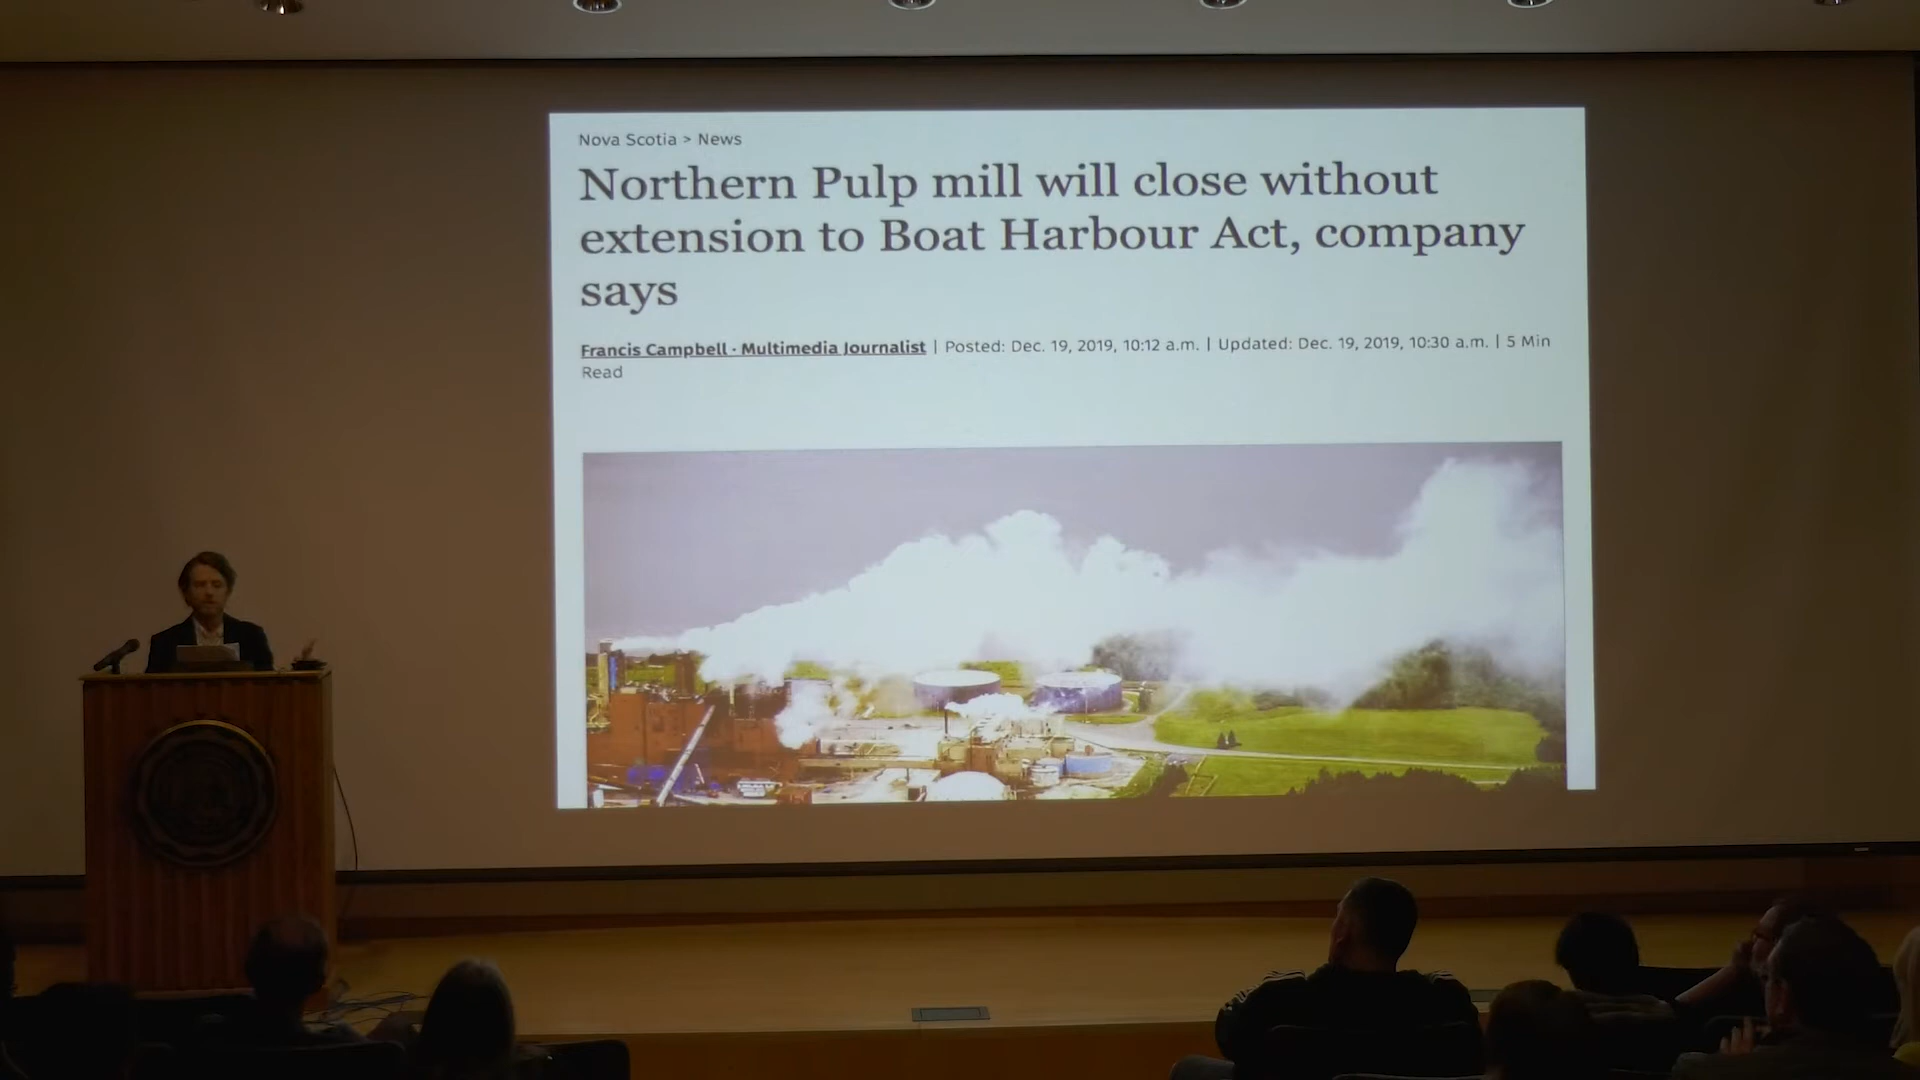 Nova Scotia > News
Northern Pulp mill will close without
extension to Boat Harbour Act, company
says
Francis Campbell · Multimedia Journalist | Posted: Dec. 19, 2019, 10:12 a.m. | Updated: Dec. 19, 2019, 10:30 a.m. | 5 Min
Read